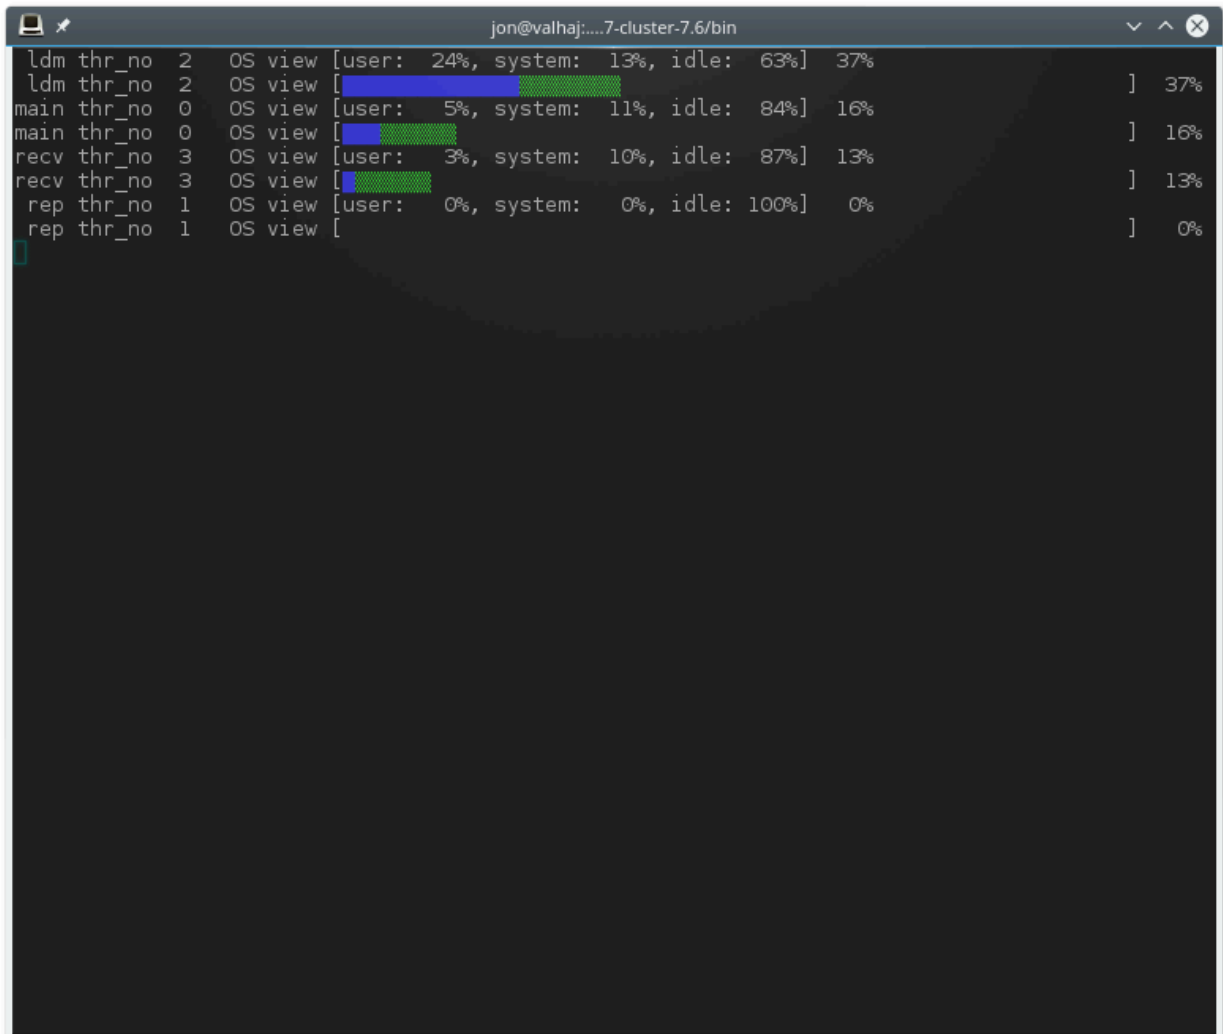 jon@valhaj:....7-cluster-7.6/bin
ldm thr_no 2 OS view [user: 24%, system: 13%, idle: 63%] 37%
ldm thr_no 2 OS view [ ] 37%
main thr_no 0 OS view [user: 5%, system: 11%, idle: 84%] 16%
main thr_no 0 OS view [ ] 16%
recv thr_no 3 OS view [user: 3%, system: 10%, idle: 87%] 13%
recv thr_no 3 OS view [ ] 13%
rep thr_no 1 OS view [user: 0%, system: 0%, idle: 100%] 0%
rep thr_no 1 OS view [ ] 0%